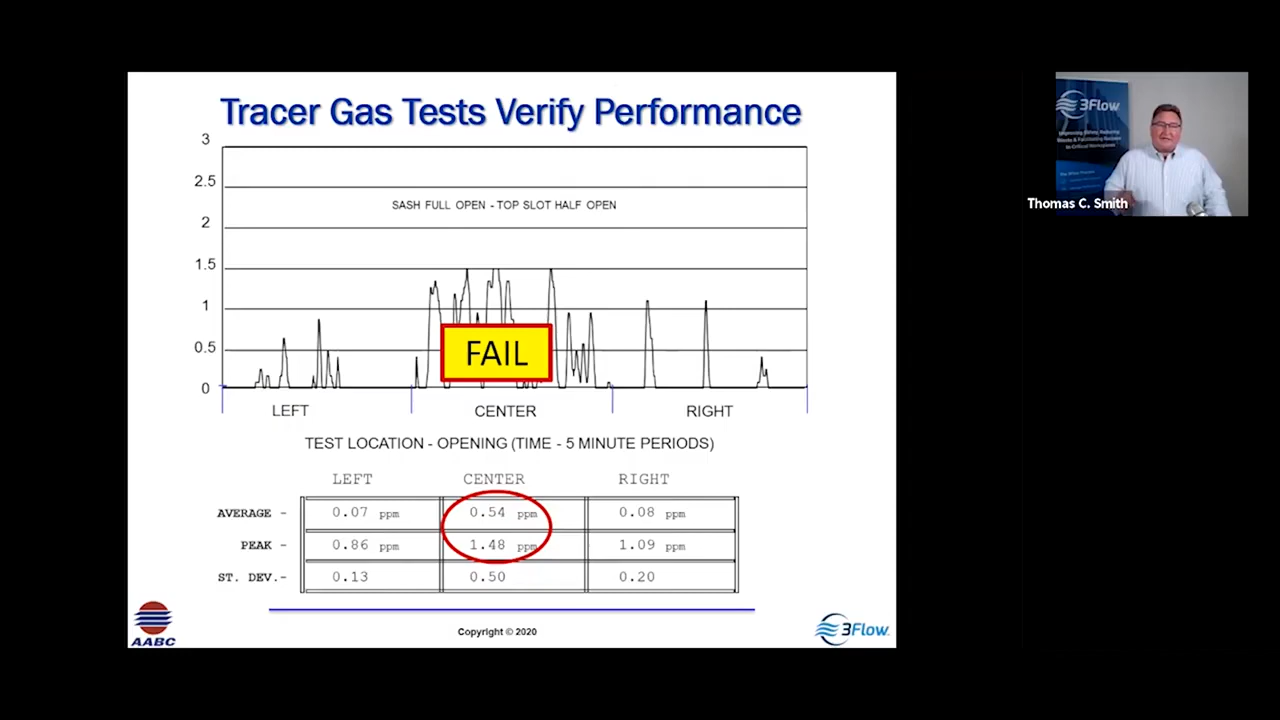 Tracer Gas Tests Verify Performance
3
2.5
2
1.5
1
0.5
0
SASH FULL OPEN - TOP SLOT HALF OPEN
FAIL
LEFT CENTER RIGHT
TEST LOCATION - OPENING (TIME - 5 MINUTE PERIODS)
LEFT CENTER RIGHT
AVERAGE - 0.07 ppm 0.54 ppm 0.08 ppm
PEAK - 0.86 ppm 1.48 ppm 1.09 ppm
ST. DEV.- 0.13 0.50 0.20
AABC
Copyright © 2020
3Flow
3Flow
Thomas C. Smith